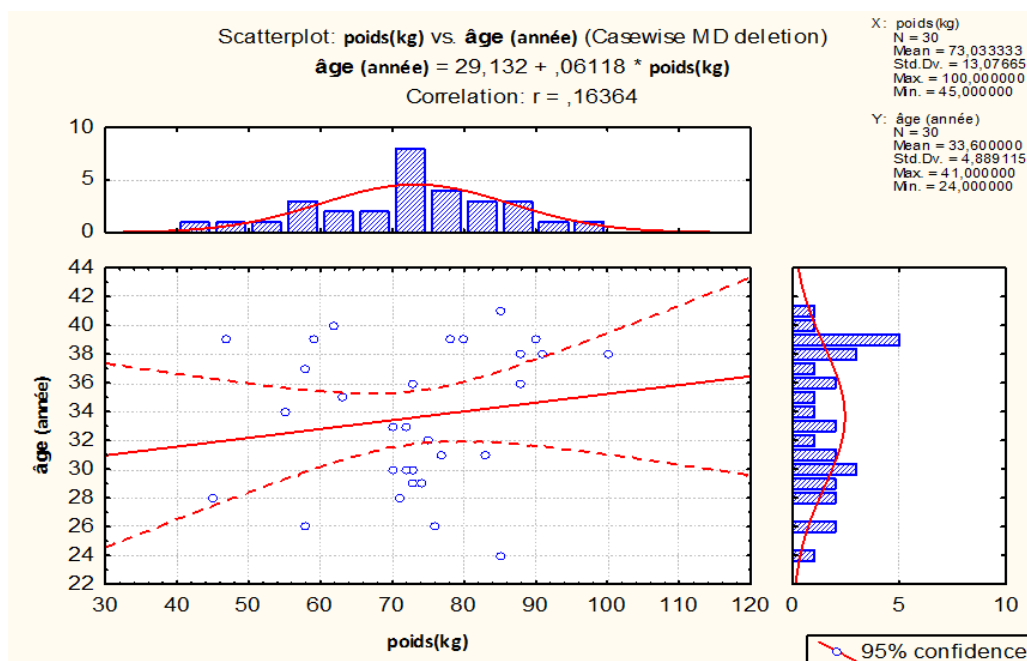 Scatterplot: poids(kg) vs. âge (année) (Casewise MD deletion)
âge (année) = 29,132 + ,06118 * poids(kg)
Correlation: r = ,16364
X: poids(kg)
N = 30
Mean = 73,033333
Std.Dv. = 13,07665
Max. = 100,000000
Min. = 45,000000
Y: âge (année)
N = 30
Mean = 33,600000
Std.Dv. = 4,889115
Max. = 41,000000
Min. = 24,000000
10
5
0
44
42
40
38
36
34
32
30
28
26
24
22
âge (année)
30 40 50 60 70 80 90 100 110 120
poids(kg)
0 5 10
95% confidence